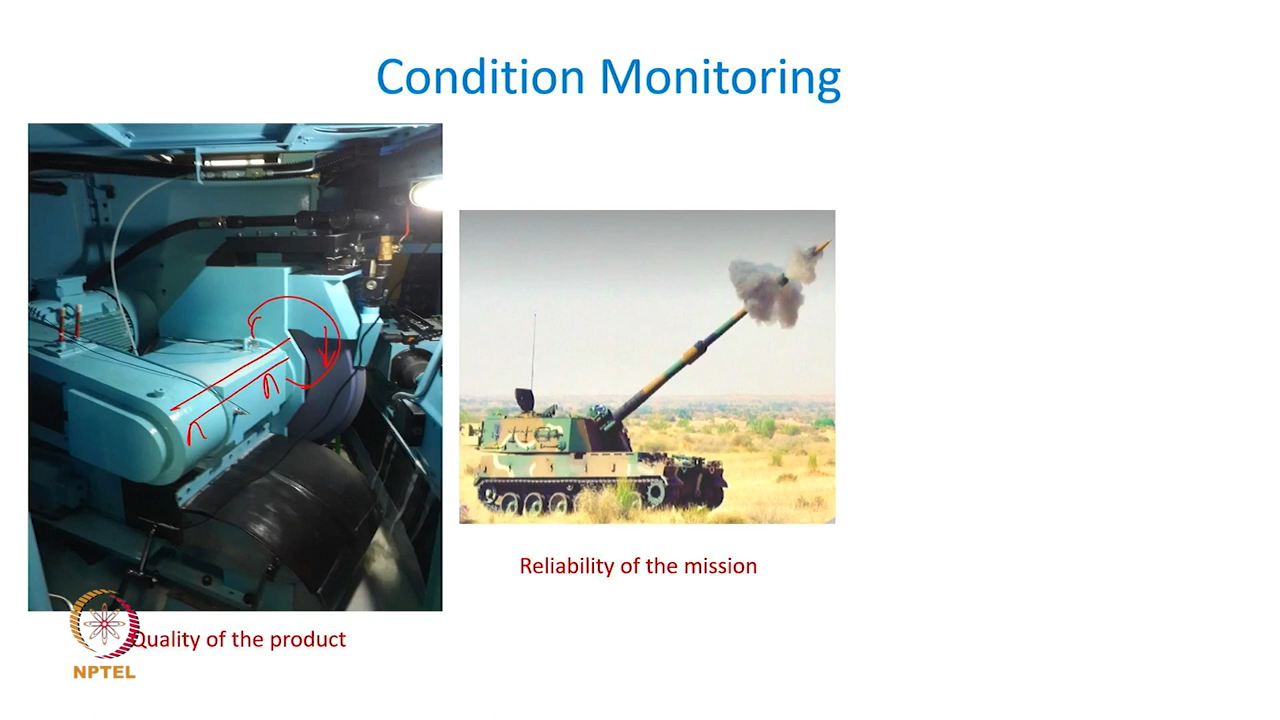 Condition Monitoring
Reliability of the mission
Quality of the product
NPTEL